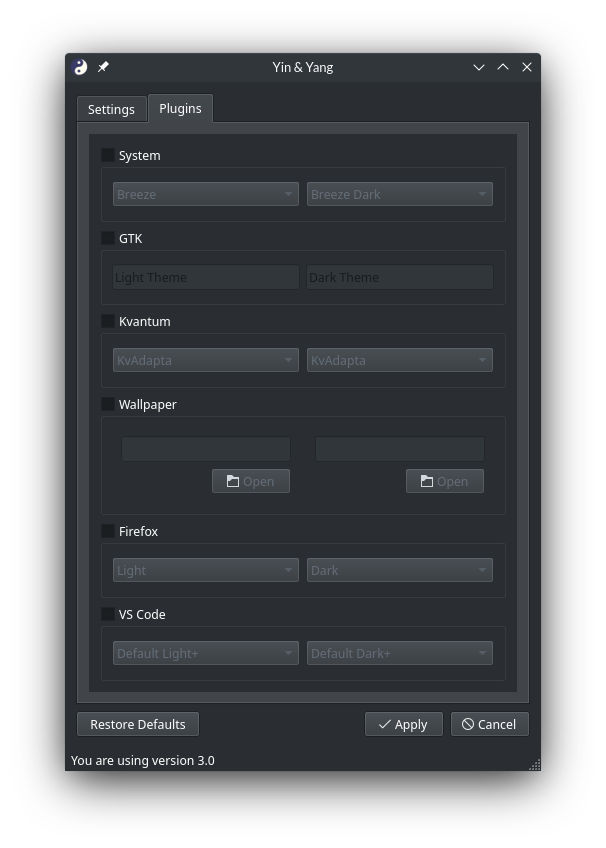 Yin & Yang
Settings
Plugins
System
Breeze
Breeze Dark
GTK
Light Theme
Dark Theme
Kvantum
KvAdapta
KvAdapta
Wallpaper
Open
Open
Firefox
Light
Dark
VS Code
Default Light+
Default Dark+
Restore Defaults
Apply
Cancel
You are using version 3.0